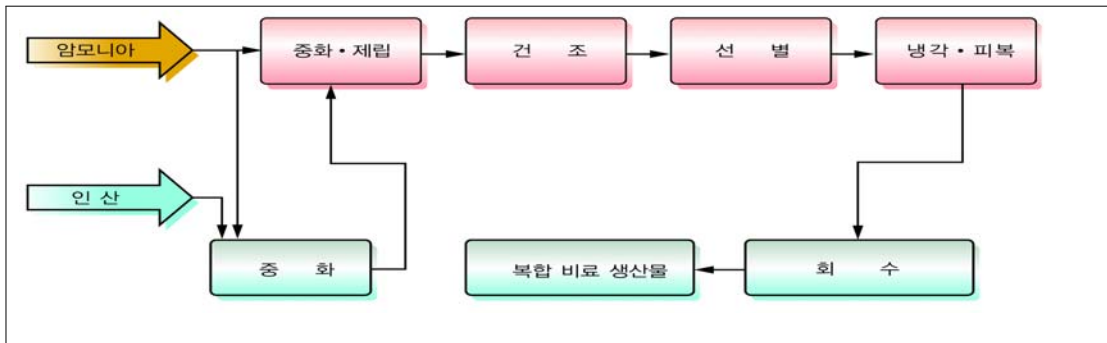 암모니아
중화·제립
건 조
선 별
냉각·피복
인 산
중 화
복합 비료 생산물
회 수